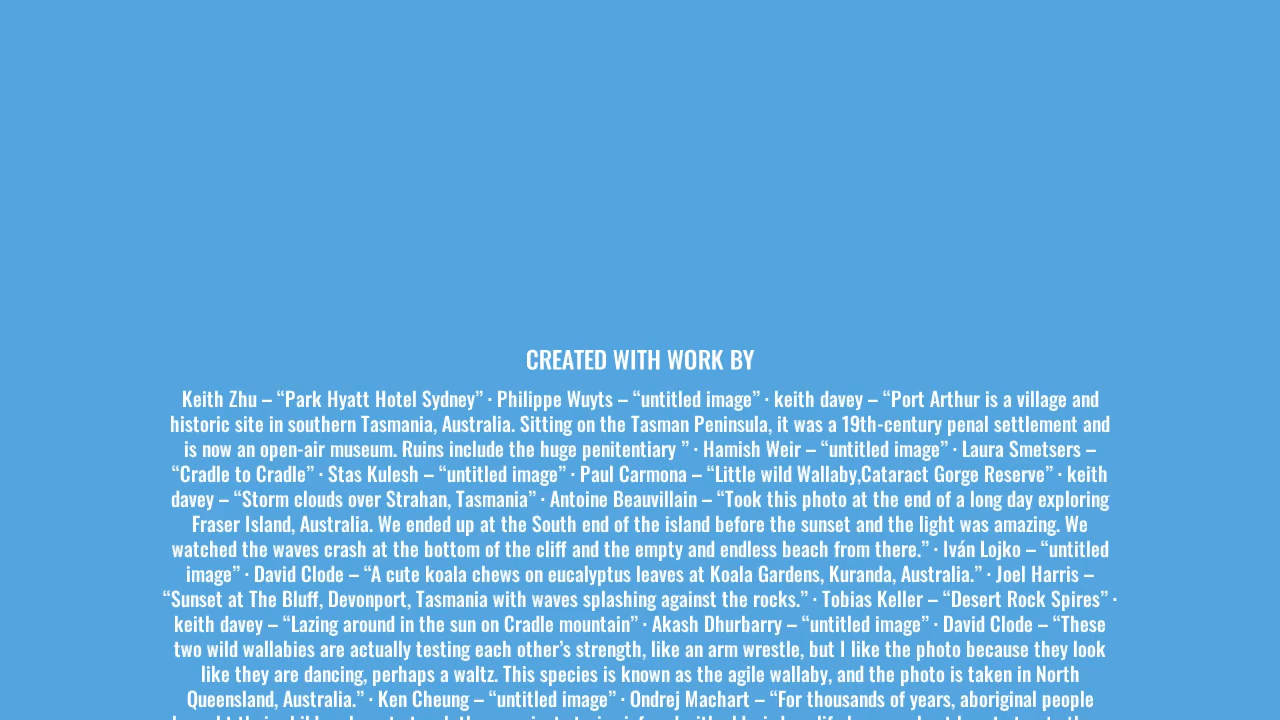 CREATED WITH WORK BY
Keith Zhu – “Park Hyatt Hotel Sydney” · Philippe Wuyts – “untitled image” · keith davey – “Port Arthur is a village and
historic site in southern Tasmania, Australia. Sitting on the Tasman Peninsula, it was a 19th-century penal settlement and
is now an open-air museum. Ruins include the huge penitentiary ” · Hamish Weir – “untitled image” · Laura Smetsers –
“Cradle to Cradle” · Stas Kulesh – “untitled image” · Paul Carmona – “Little wild Wallaby,Cataract Gorge Reserve” · keith
davey – “Storm clouds over Strahan, Tasmania” · Antoine Beauvillain – “Took this photo at the end of a long day exploring
Fraser Island, Australia. We ended up at the South end of the island before the sunset and the light was amazing. We
watched the waves crash at the bottom of the cliff and the empty and endless beach from there.” · Iván Lojko – “untitled
image” · David Clode – “A cute koala chews on eucalyptus leaves at Koala Gardens, Kuranda, Australia.” · Joel Harris –
“Sunset at The Bluff, Devonport, Tasmania with waves splashing against the rocks.” · Tobias Keller – “Desert Rock Spires” ·
keith davey – “Lazing around in the sun on Cradle mountain” · Akash Dhurbarry – “untitled image” · David Clode – “These
two wild wallabies are actually testing each other’s strength, like an arm wrestle, but I like the photo because they look
like they are dancing, perhaps a waltz. This species is known as the agile wallaby, and the photo is taken in North
Queensland, Australia.” · Ken Cheung – “untitled image” · Ondrej Machart – “For thousands of years, aboriginal people